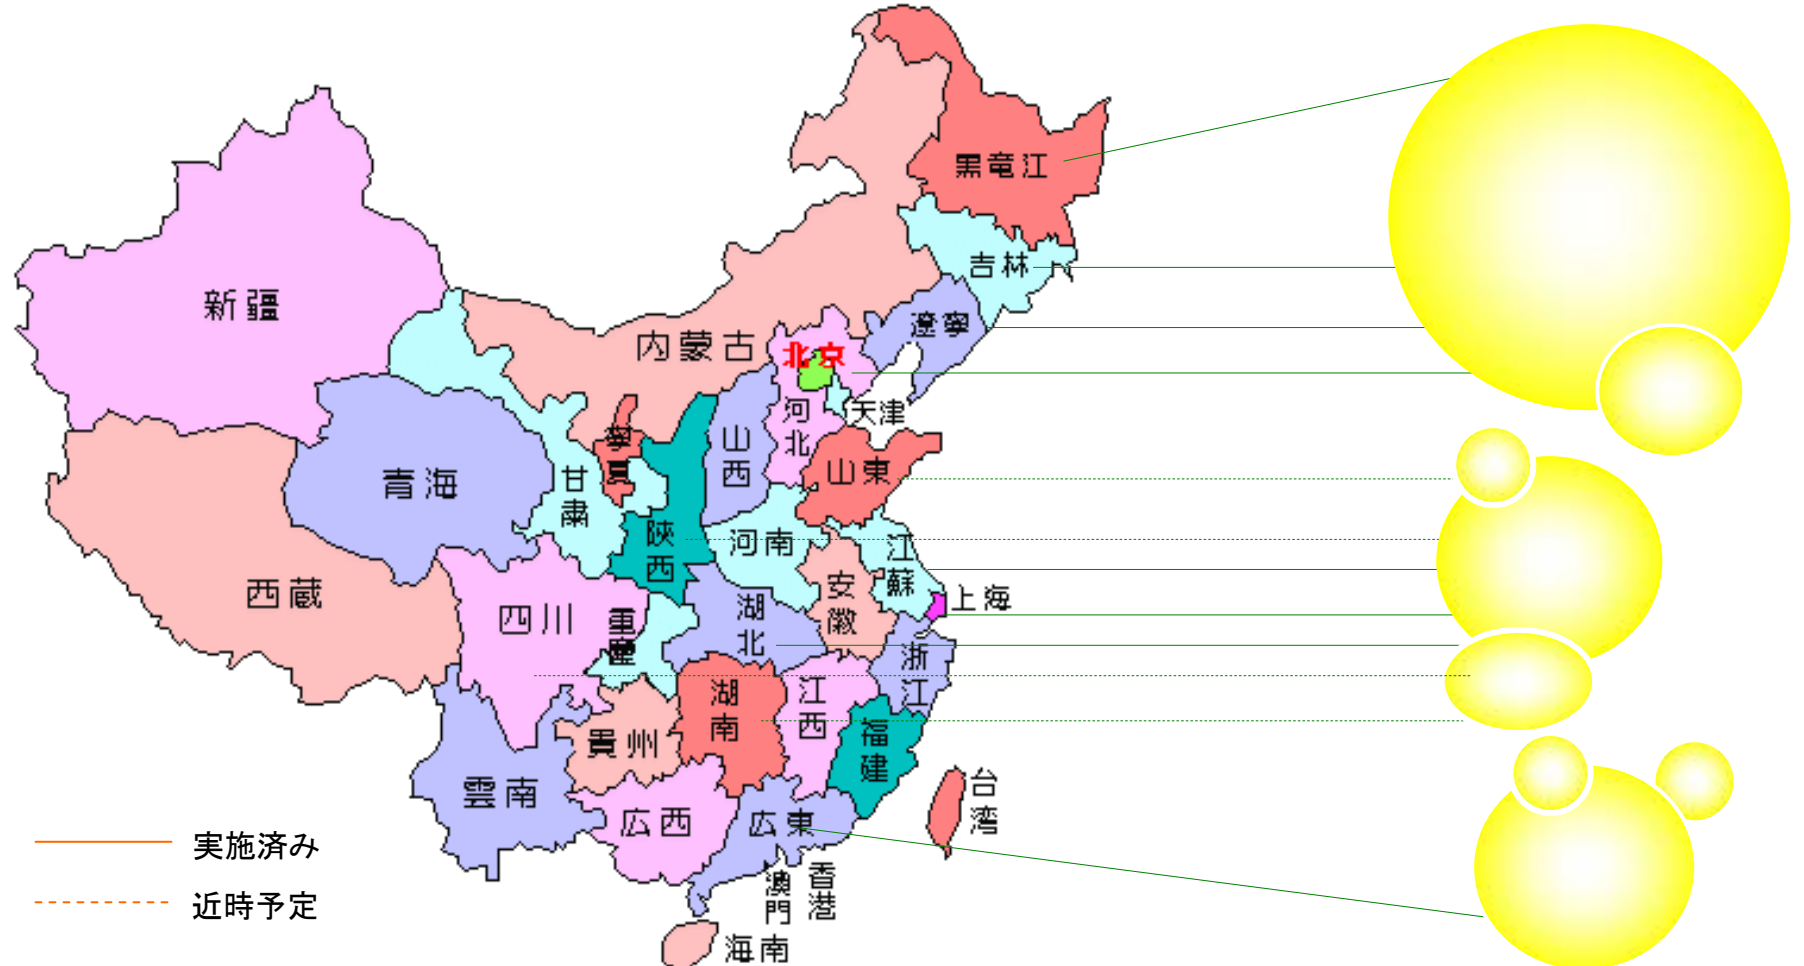 黒竜江
吉林
新疆
遼寧
内蒙古
北京
河北
天津
寧夏
山西
山東
青海
甘粛
陝西
河南
江蘇
西蔵
安徽
上海
四川
重慶
湖北
浙江
湖南
江西
福建
貴州
雲南
台湾
広西
広東
実施済み
香港
澳門
近時予定
海南